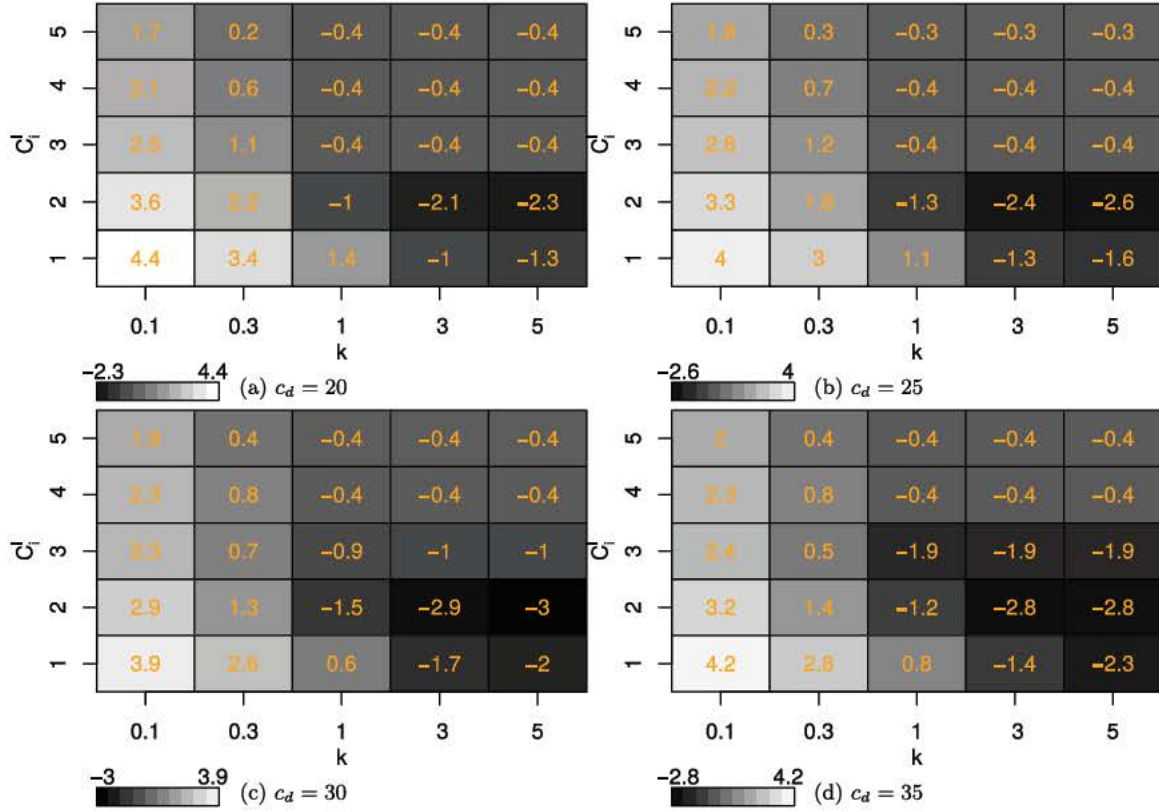 5 1.7 0.2 −0.4 −0.4 −0.4
4 2.1 0.6 −0.4 −0.4 −0.4
3 2.5 1.1 −0.4 −0.4 −0.4
2 3.6 2.2 −1 −2.1 −2.3
1 4.4 3.4 1.4 −1 −1.3
C_i^I
0.1 0.3 1 3 5
k
−2.3 4.4 (a) c_d = 20
5 1.8 0.3 −0.3 −0.3 −0.3
4 2.2 0.7 −0.4 −0.4 −0.4
3 2.6 1.2 −0.4 −0.4 −0.4
2 3.3 1.8 −1.3 −2.4 −2.6
1 4 3 1.1 −1.3 −1.6
C_i^I
0.1 0.3 1 3 5
k
−2.6 4 (b) c_d = 25
5 1.9 0.4 −0.4 −0.4 −0.4
4 2.3 0.8 −0.4 −0.4 −0.4
3 2.3 0.7 −0.9 −1 −1
2 2.9 1.3 −1.5 −2.9 −3
1 3.9 2.6 0.6 −1.7 −2
C_i^I
0.1 0.3 1 3 5
k
−3 3.9 (c) c_d = 30
5 2 0.4 −0.4 −0.4 −0.4
4 2.3 0.8 −0.4 −0.4 −0.4
3 2.4 0.5 −1.9 −1.9 −1.9
2 3.2 1.4 −1.2 −2.8 −2.8
1 4.2 2.8 0.8 −1.4 −2.3
C_i^I
0.1 0.3 1 3 5
k
−2.8 4.2 (d) c_d = 35